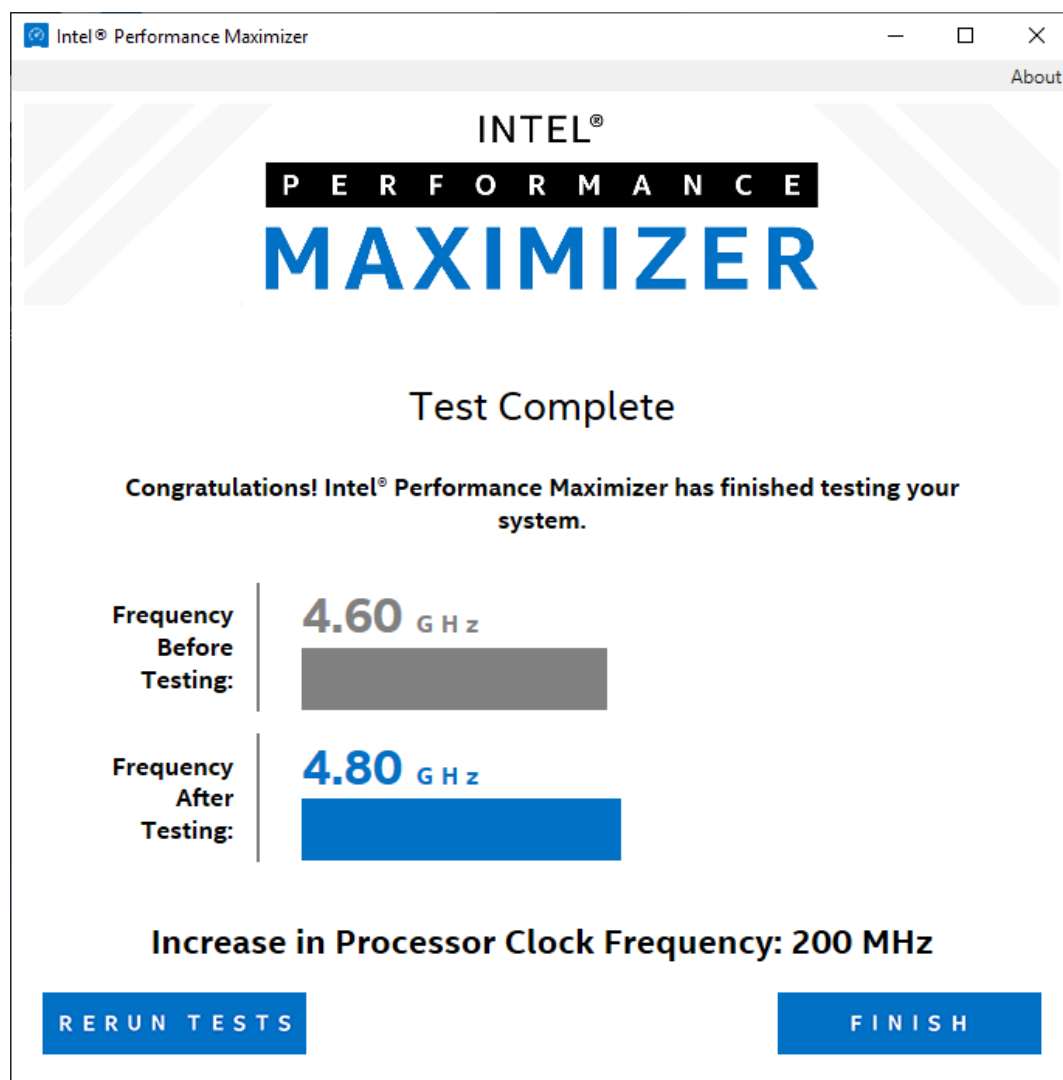 Intel® Performance Maximizer
About
INTEL®
PERFORMANCE
MAXIMIZER
Test Complete
Congratulations! Intel® Performance Maximizer has finished testing your
system.
Frequency
Before
Testing:
4.60 GHz
Frequency
After
Testing:
4.80 GHz
Increase in Processor Clock Frequency: 200 MHz
RERUN TESTS
FINISH